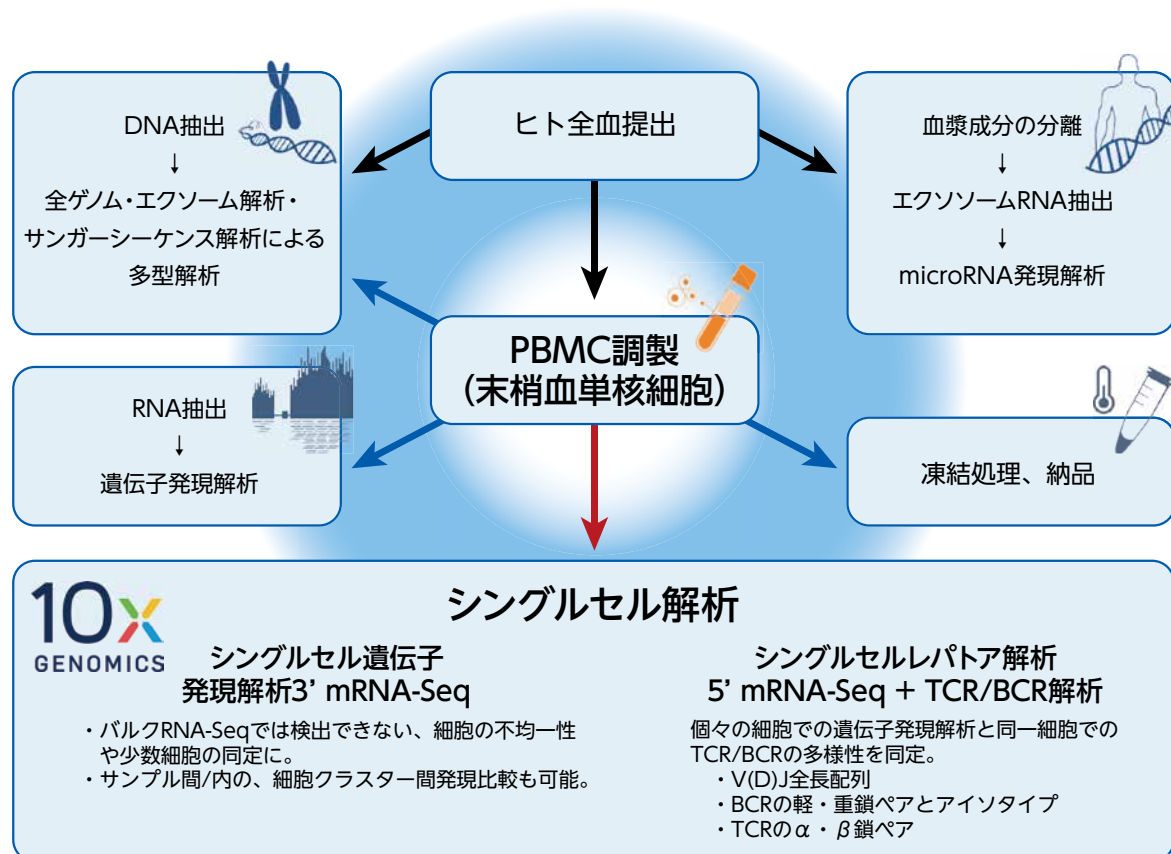 ヒト全血提出
DNA抽出
↓
全ゲノム・エクソーム解析・
サンガーシーケンス解析による
多型解析
血漿成分の分離
↓
エクソソームRNA抽出
↓
microRNA発現解析
PBMC調製
（末梢血単核細胞）
RNA抽出
↓
遺伝子発現解析
凍結処理、納品
10x
GENOMICS
シングルセル解析
シングルセル遺伝子
発現解析3’ mRNA-Seq
・バルクRNA-Seqでは検出できない、細胞の不均一性
や少数細胞の同定に。
・サンプル間/内の、細胞クラスター間発現比較も可能。
シングルセルレパトア解析
5’ mRNA-Seq + TCR/BCR解析
個々の細胞での遺伝子発現解析と同一細胞での
TCR/BCRの多様性を同定。
・V(D)J全長配列
・BCRの軽・重鎖ペアとアイソタイプ
・TCRのα・β鎖ペア